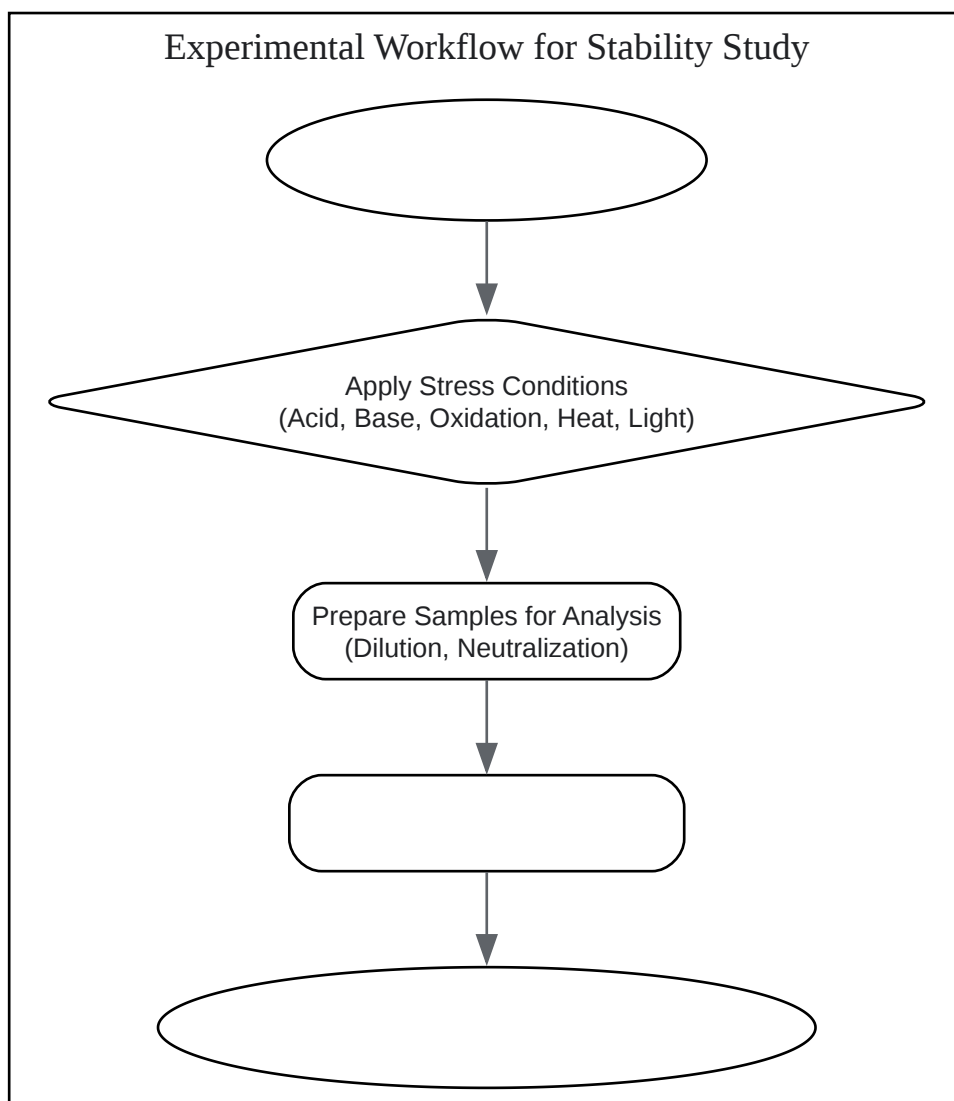 Experimental Workflow for Stability Study
Apply Stress Conditions
(Acid, Base, Oxidation, Heat, Light)
Prepare Samples for Analysis
(Dilution, Neutralization)